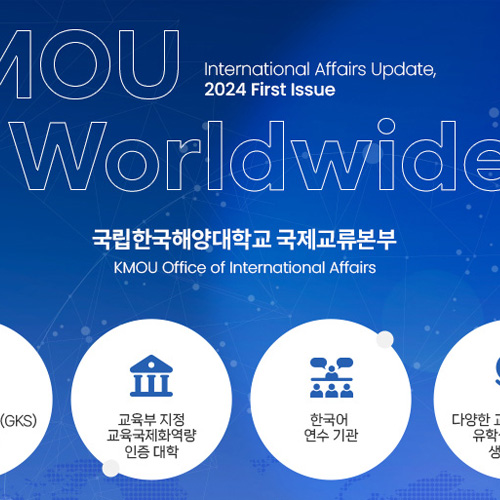 MOU
International Affairs Update,
2024 First Issue
Worldwide
국립한국해양대학교 국제교류본부
KMOU Office of International Affairs
(GKS)
교육부 지정
교육국제화역량
인증 대학
한국어
연수 기관
다양한
유학
생